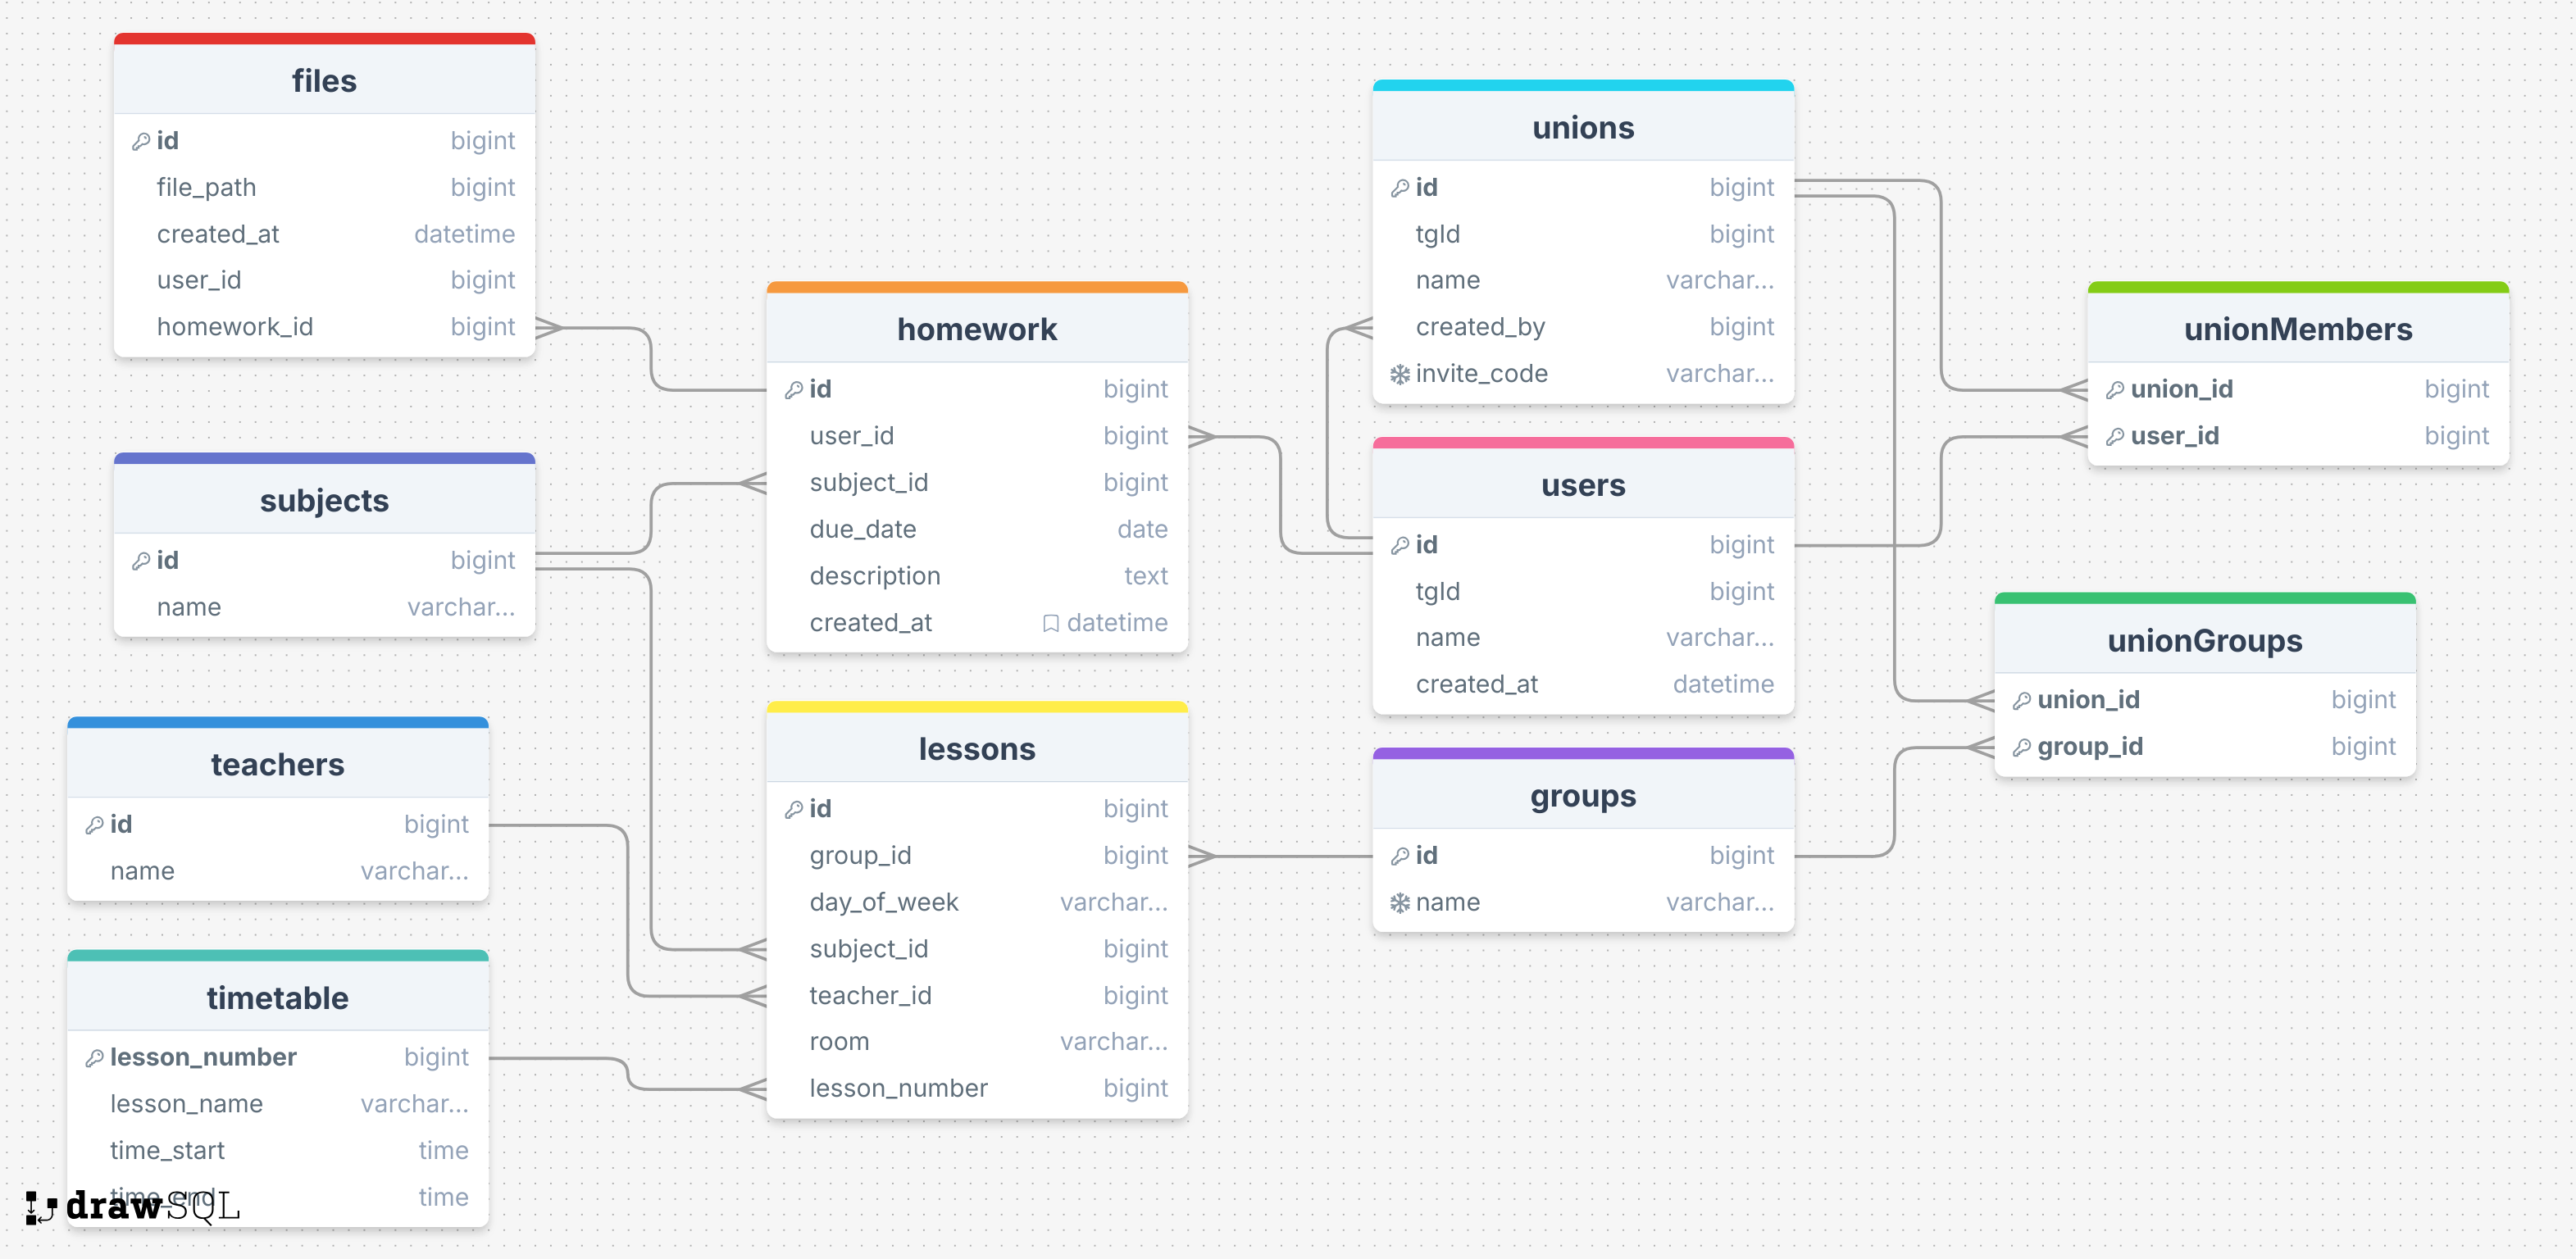 files
id bigint
file_path bigint
created_at datetime
user_id bigint
homework_id bigint
subjects
id bigint
name varchar...
teachers
id bigint
name varchar...
timetable
lesson_number bigint
lesson_name varchar...
time_start time
time_end time
drawSQL
homework
id bigint
user_id bigint
subject_id bigint
due_date date
description text
created_at datetime
lessons
id bigint
group_id bigint
day_of_week varchar...
subject_id bigint
teacher_id bigint
room varchar...
lesson_number bigint
unions
id bigint
tgId bigint
name varchar...
created_by bigint
invite_code varchar...
users
id bigint
tgId bigint
name varchar...
created_at datetime
groups
id bigint
name varchar...
unionMembers
union_id bigint
user_id bigint
unionGroups
union_id bigint
group_id bigint